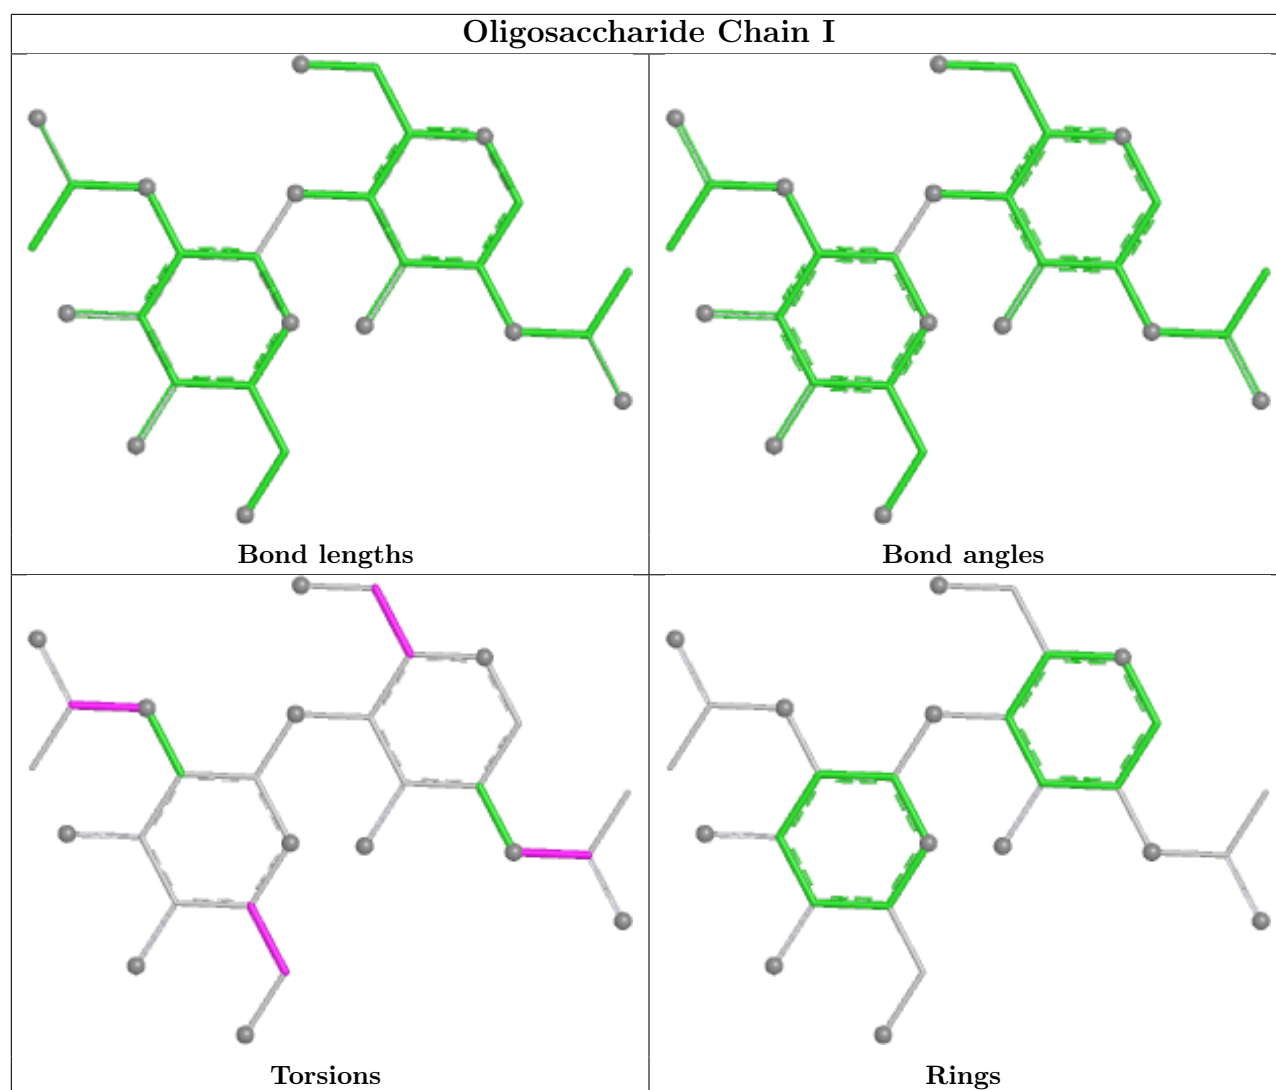 Oligosaccharide Chain I
Bond lengths
Bond angles
Torsions
Rings